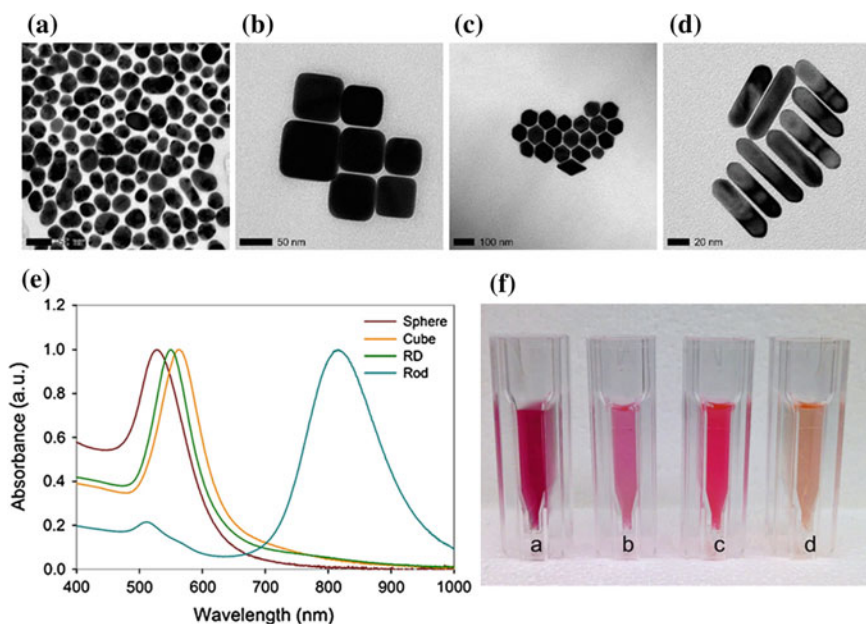 (a)
(b)
(c)
(d)
50 nm
100 nm
20 nm
(e)
(f)
1.2
1.0
0.8
0.6
0.4
0.2
0.0
Absorbance (a.u.)
Sphere
Cube
RD
Rod
400 500 600 700 800 900 1000
Wavelength (nm)
a b c d